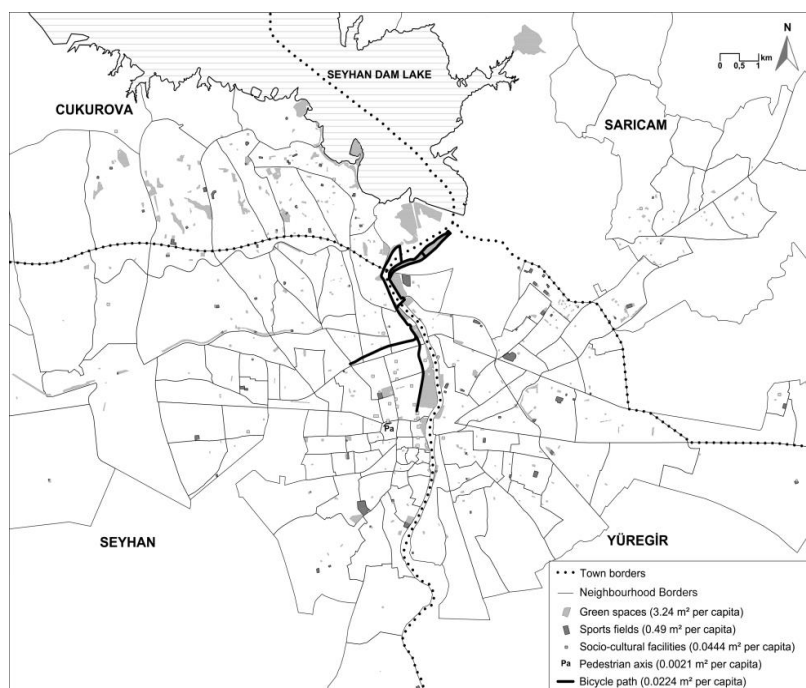 SEYHAN DAM LAKE
N
0 0,5 1 km
CUKUROVA
SARICAM
Pa
SEYHAN
YÜREGİR
Town borders
Neighbourhood Borders
Green spaces (3.24 m² per capita)
Sports fields (0.49 m² per capita)
Socio-cultural facilities (0.0444 m² per capita)
Pa Pedestrian axis (0.0021 m² per capita)
Bicycle path (0.0224 m² per capita)